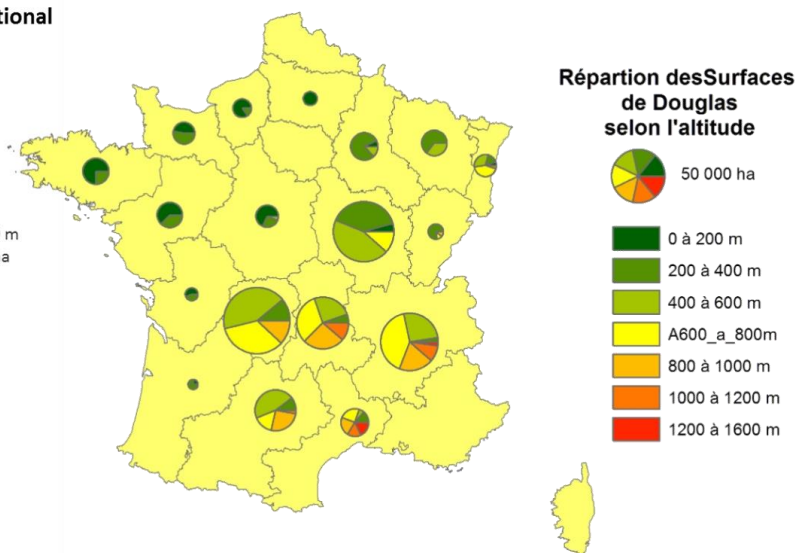 tional
m
a
Répartion desSurfaces
de Douglas
selon l'altitude
50 000 ha
0 à 200 m
200 à 400 m
400 à 600 m
A600_a_800m
800 à 1000 m
1000 à 1200 m
1200 à 1600 m